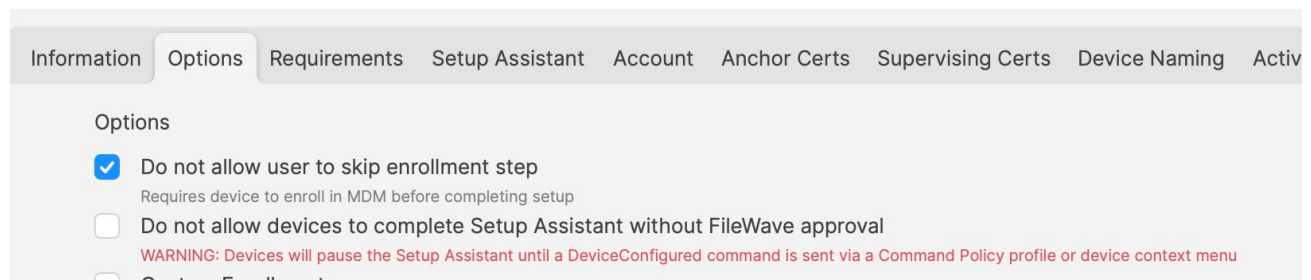 Information Options Requirements Setup Assistant Account Anchor Certs Supervising Certs Device Naming Activ
Options
Do not allow user to skip enrollment step
Requires device to enroll in MDM before completing setup
Do not allow devices to complete Setup Assistant without FileWave approval
WARNING: Devices will pause the Setup Assistant until a DeviceConfigured command is sent via a Command Policy profile or device context menu